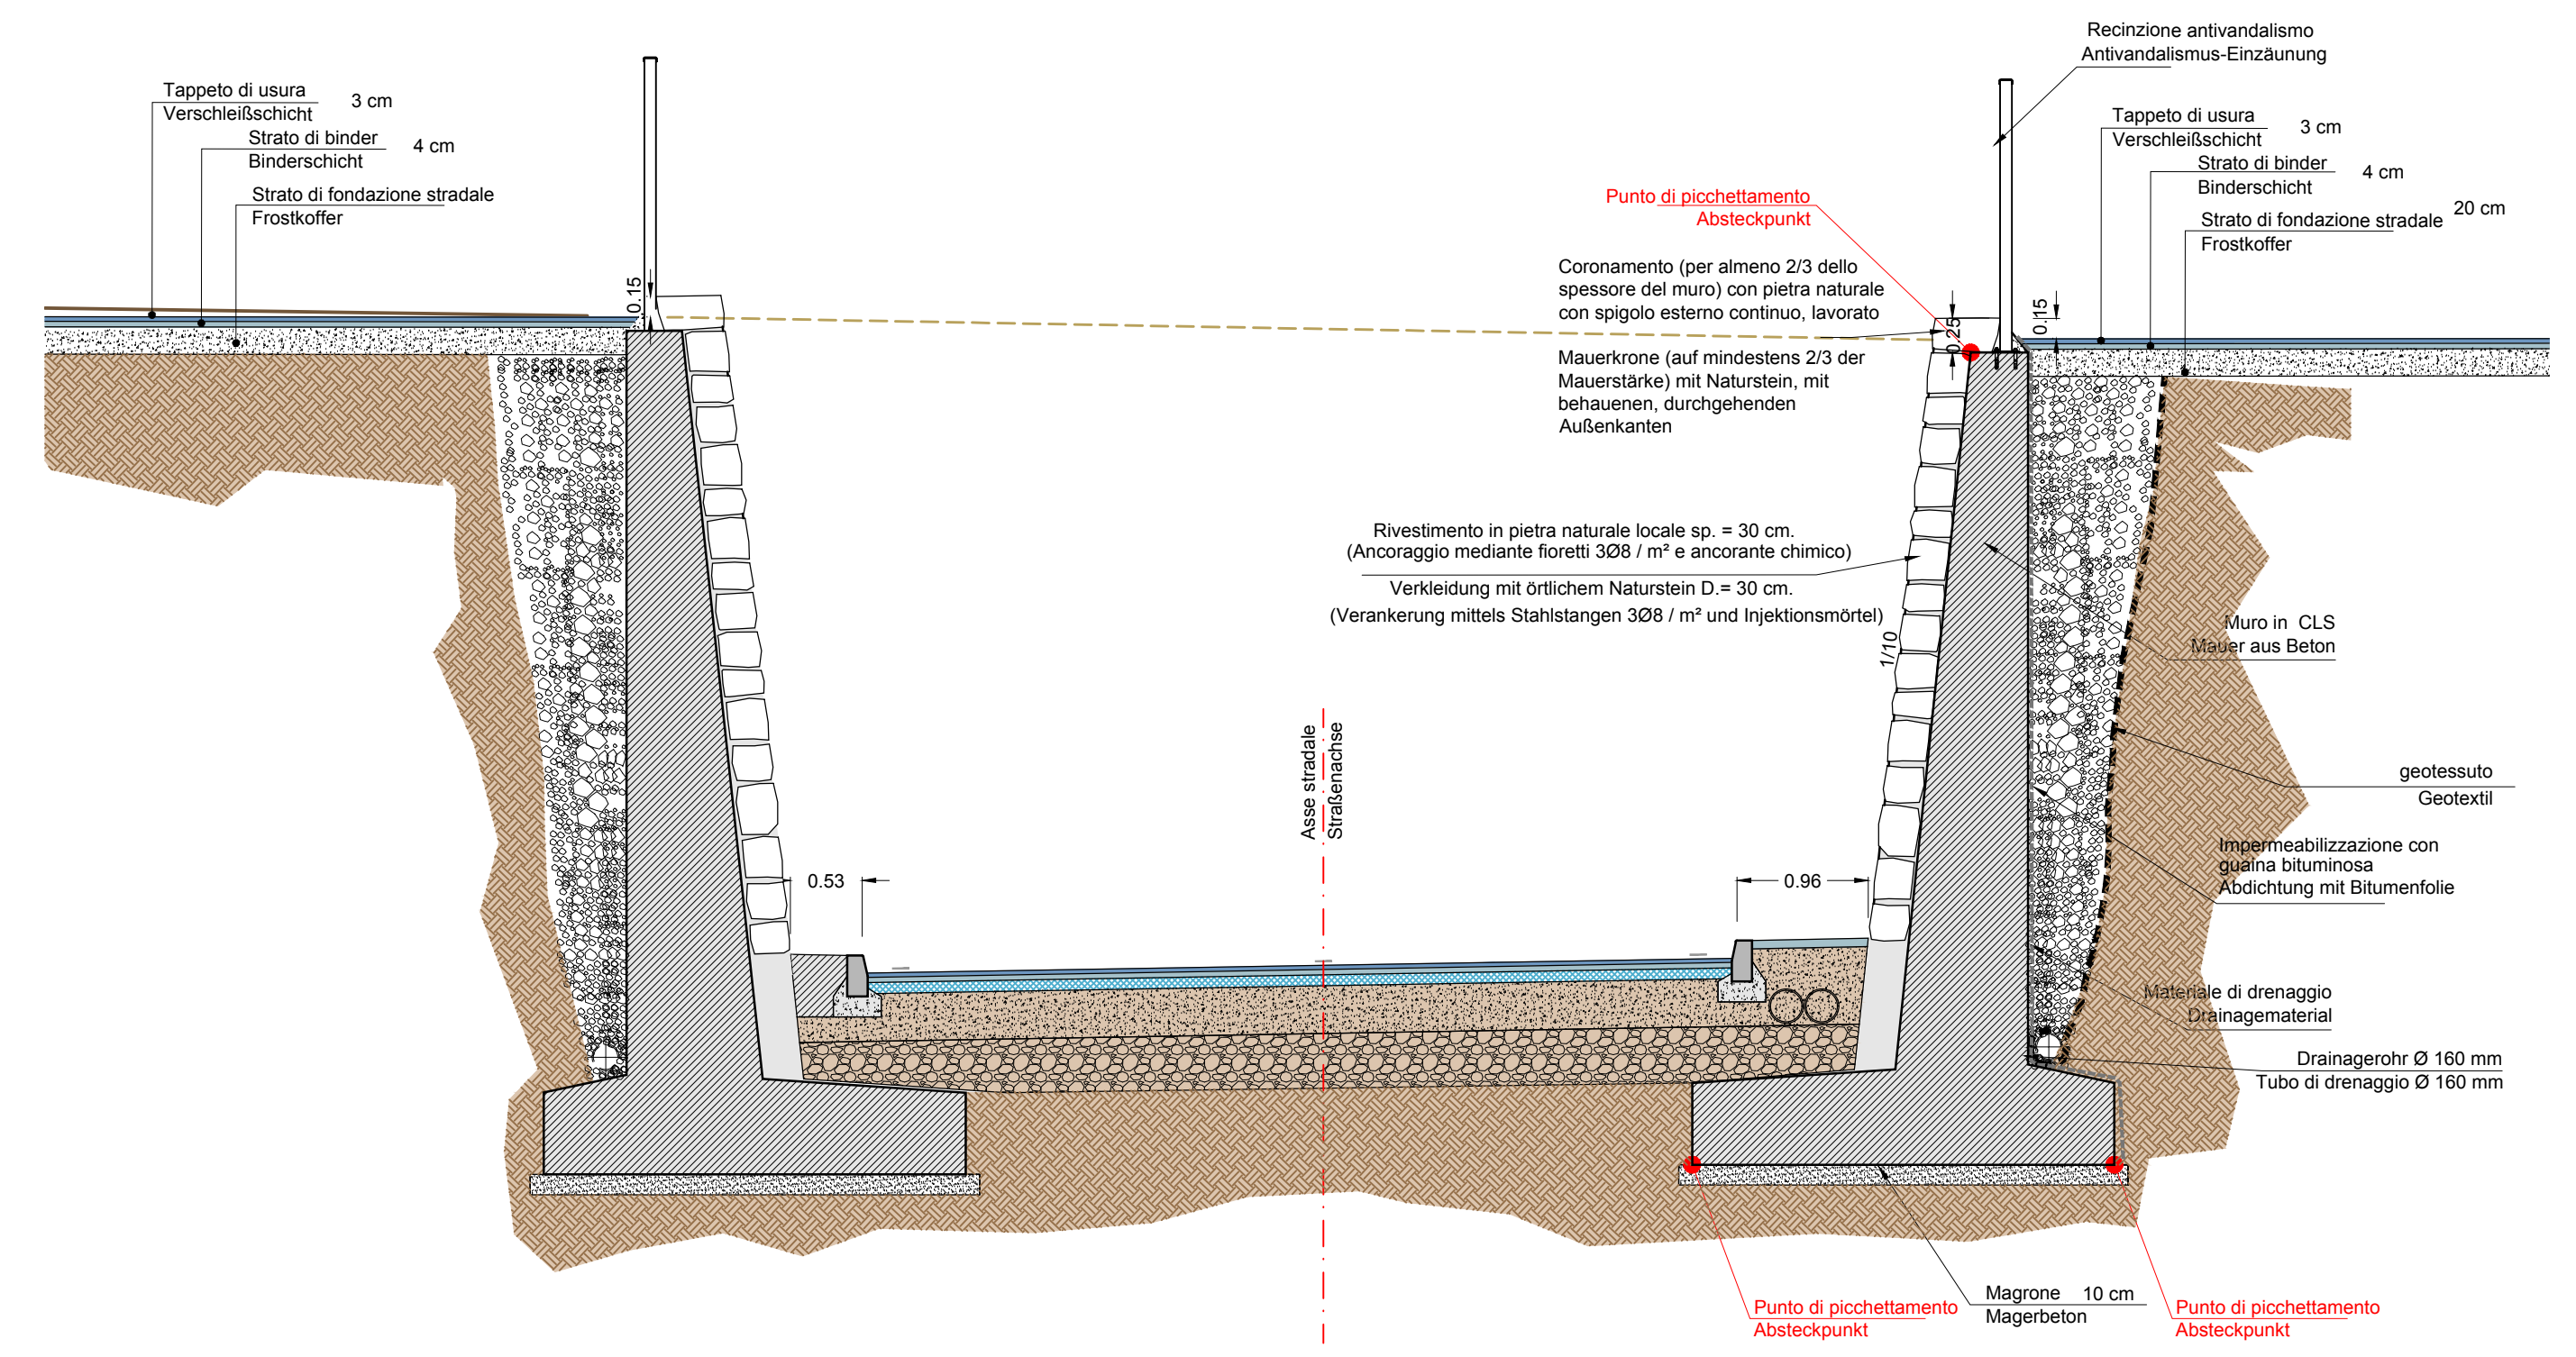 Recinzione antivandalismo
Antivandalismus-Einzäunung
Tappeto di usura
Verschleißschicht
3 cm
Strato di binder
Binderschicht
4 cm
Strato di fondazione stradale
Frostkoffer
Tappeto di usura
Verschleißschicht
3 cm
Strato di binder
Binderschicht
4 cm
Strato di fondazione stradale
Frostkoffer
20 cm
Punto di picchettamento
Absteckpunkt
Coronamento (per almeno 2/3 dello
spessore del muro) con pietra naturale
con spigolo esterno continuo, lavorato
Mauerkrone (auf mindestens 2/3 der
Mauerstärke) mit Naturstein, mit
behauenen, durchgehenden
Außenkanten
0.15
0.25
0.15
Rivestimento in pietra naturale locale sp. = 30 cm.
(Ancoraggio mediante fioretti 3Ø8 / m² e ancorante chimico)
Verkleidung mit örtlichem Naturstein D.= 30 cm.
(Verankerung mittels Stahlstangen 3Ø8 / m² und Injektionsmörtel)
1/10
Muro in CLS
Mauer aus Beton
Asse stradale
Straßenachse
geotessuto
Geotextil
Impermeabilizzazione con
guaina bituminosa
Abdichtung mit Bitumenfolie
0.53
0.96
Materiale di drenaggio
Drainagematerial
Drainagerohr Ø 160 mm
Tubo di drenaggio Ø 160 mm
Magrone 10 cm
Magerbeton
Punto di picchettamento
Absteckpunkt
Punto di picchettamento
Absteckpunkt